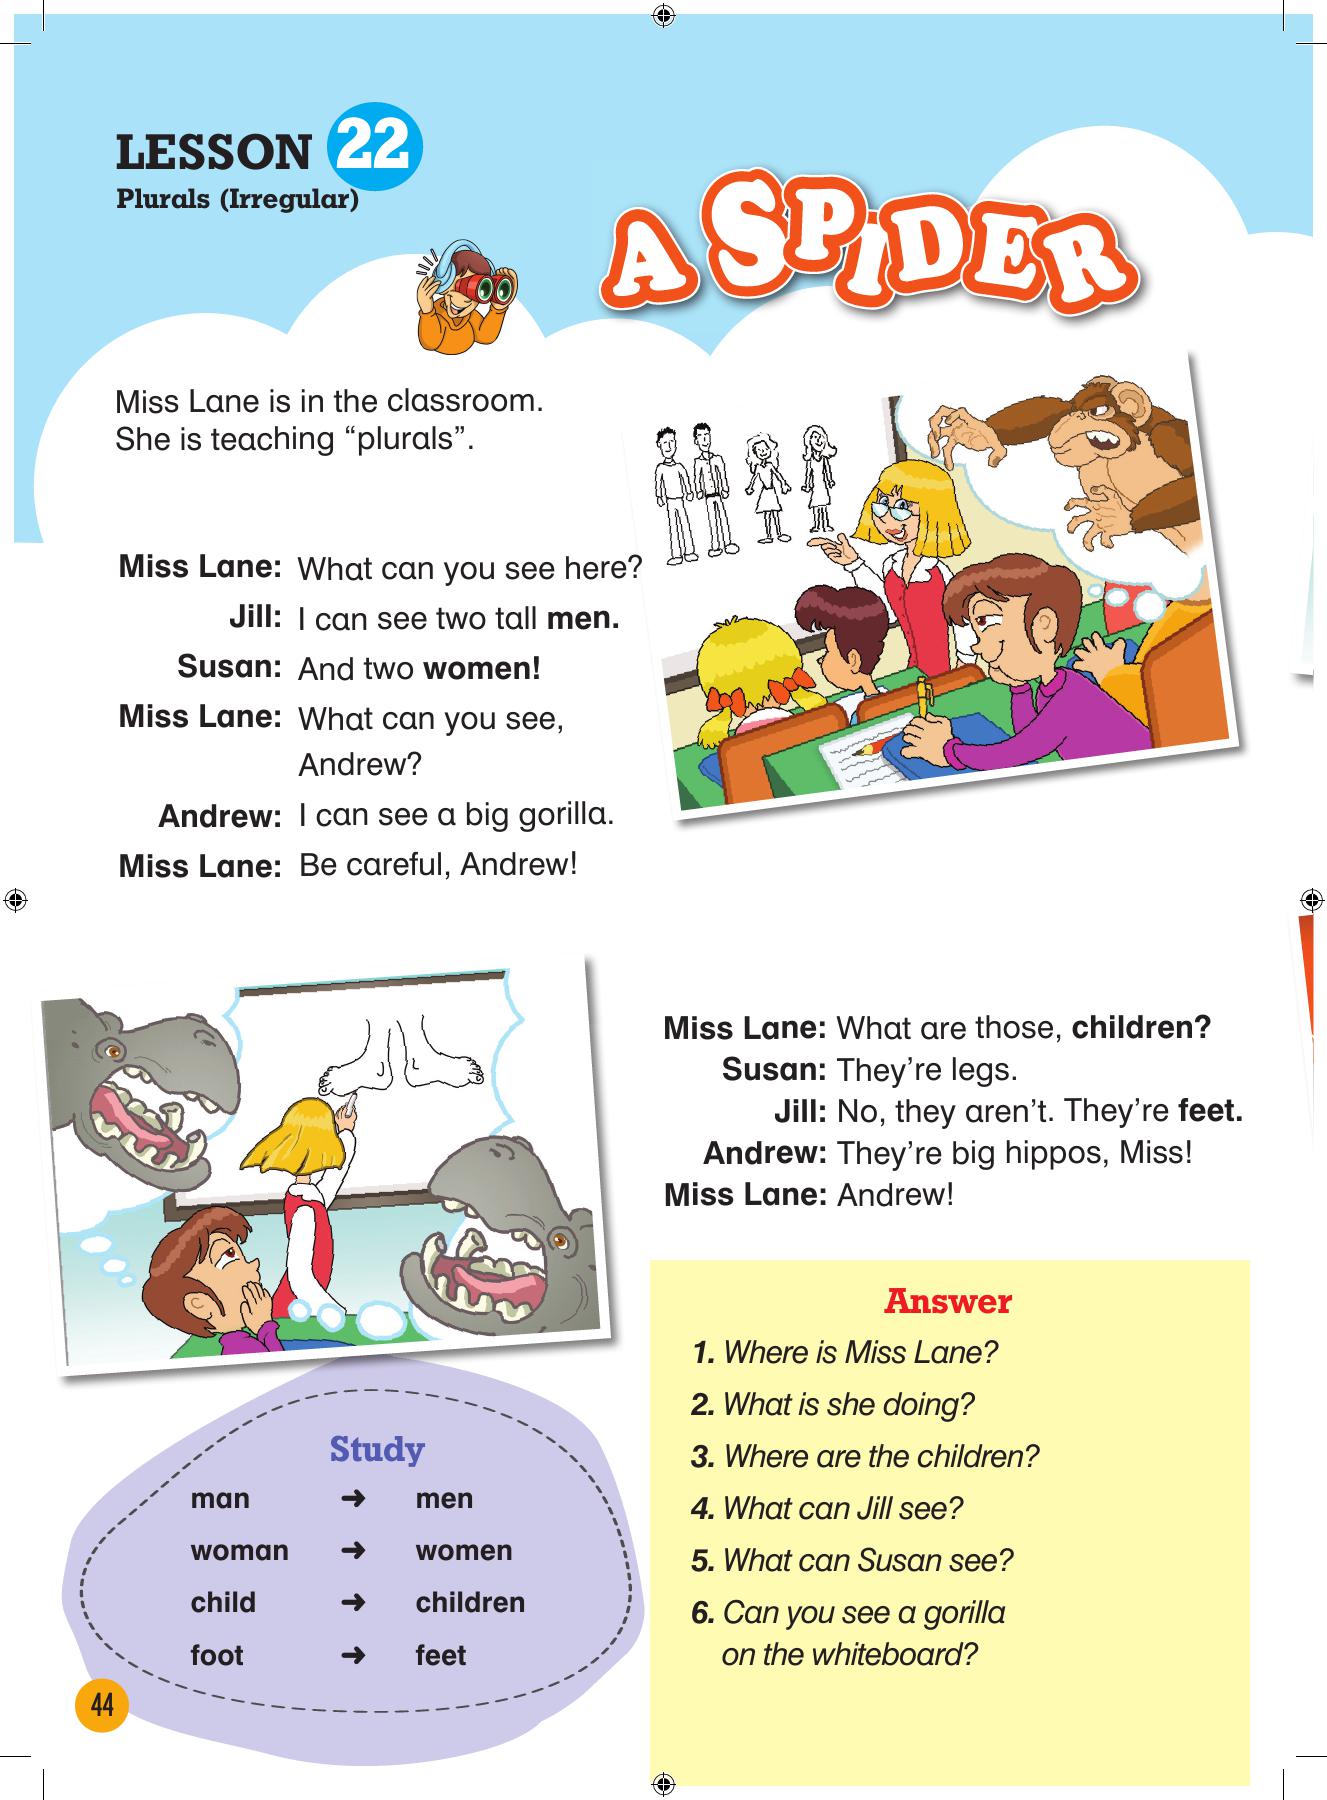 LESSON 22
Plurals (Irregular)
A SPIDER
Miss Lane is in the classroom.
She is teaching “plurals”.
Miss Lane: What can you see here?
Jill: I can see two tall men.
Susan: And two women!
Miss Lane: What can you see,
Andrew?
Andrew: I can see a big gorilla.
Miss Lane: Be careful, Andrew!
Miss Lane: What are those, children?
Susan: They’re legs.
Jill: No, they aren’t. They’re feet.
Andrew: They’re big hippos, Miss!
Miss Lane: Andrew!
Study
man ➜ men
woman ➜ women
child ➜ children
foot ➜ feet
Answer
1. Where is Miss Lane?
2. What is she doing?
3. Where are the children?
4. What can Jill see?
5. What can Susan see?
6. Can you see a gorilla
on the whiteboard?
44